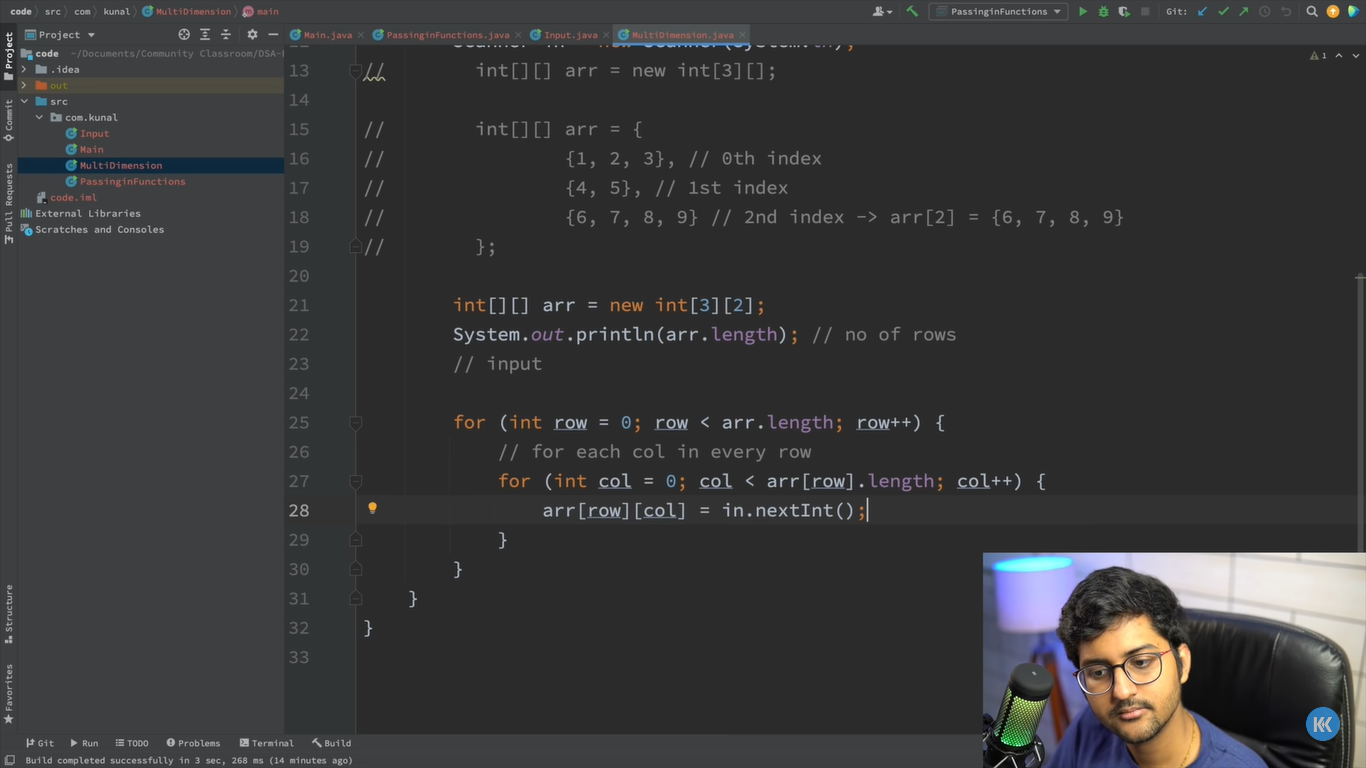 code src com kunal MultiDimension main PassinginFunctions Git:
Project Main.java PassinginFunctions.java Input.java MultiDimension.java
Project
code ~/Documents/Community Classroom/DSA-
.idea
out
src
com.kunal
Input
Main
MultiDimension
PassinginFunctions
code.iml
External Libraries
Scratches and Consoles
Commit
Pull Requests
Structure
Favorites
1
13 // int[][] arr = new int[3][];
14
15 // int[][] arr = {
16 // {1, 2, 3}, // 0th index
17 // {4, 5}, // 1st index
18 // {6, 7, 8, 9} // 2nd index -> arr[2] = {6, 7, 8, 9}
19 // };
20
21 int[][] arr = new int[3][2];
22 System.out.println(arr.length); // no of rows
23 // input
24
25 for (int row = 0; row < arr.length; row++) {
26 // for each col in every row
27 for (int col = 0; col < arr[row].length; col++) {
28 arr[row][col] = in.nextInt();
29 }
30 }
31 }
32 }
33
Git Run TODO Problems Terminal Build
Build completed successfully in 3 sec, 268 ms (14 minutes ago)